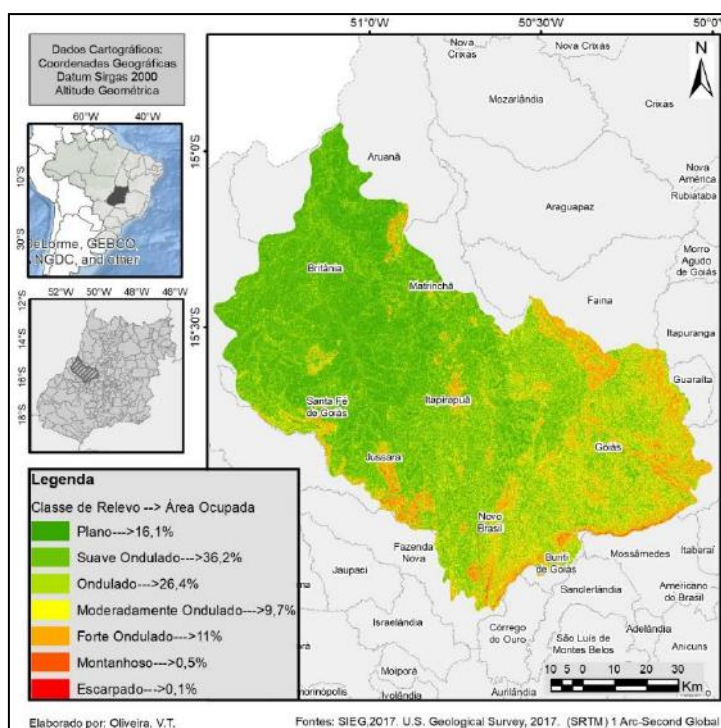 Dados Cartográficos:
Coordenadas Geográficas
Datum Sirgas 2000
Altitude Geométrica
60°W 40°W
10°S
30°S
DeLorme, GEBCO,
NGDC, and other
52°W 50°W 48°W 46°W
12°S
14°S
16°S
18°S
51°0'W 50°30'W 50°0'
15°0'S
15°30'S
N
Nova
Crixas
Nova Crixas
Mozarlândia
Crixas
Aruanã
Nova
América
Rubiataba
Araguapaz
Morro
Agudo
de Goiás
Britânia
Matrinchã
Faina
Itapuranga
Guaraíta
Santa Fé
de Goiás
Itapirapuã
Goiás
Jussara
Novo
Brasil
Fazenda
Nova
Buriti
de Goiás
Mossâmedes
Itaberaí
Jaupaci
Sanclerlândia
Americano
do Brasil
Israelândia
Córrego
do Ouro
Adelândia
São Luís de
Montes Belos
Anicuns
Moiporá
Ivolândia
Aurilândia
Legenda
Classe de Relevo --> Área Ocupada
Plano--->16,1%
Suave Ondulado--->36,2%
Ondulado--->26,4%
Moderadamente Ondulado--->9,7%
Forte Ondulado--->11%
Montanhoso--->0,5%
Escarpado--->0,1%
10 5 0 10 20 30
Km
Elaborado por: Oliveira, V.T.
Fontes: SIEG,2017. U.S. Geological Survey, 2017. (SRTM) 1 Arc-Second Global